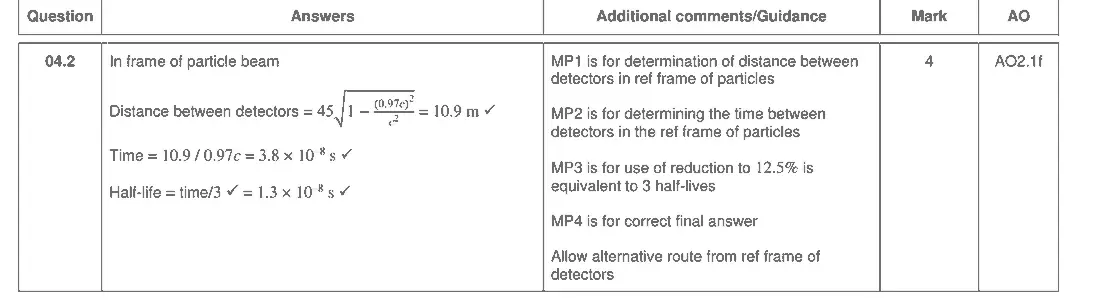 Question Answers Additional comments/Guidance Mark AO
04.2 In frame of particle beam MP1 is for determination of distance between 4 AO2.1f
detectors in ref frame of particles
Distance between detectors = 45√(1 − (0.97c)²/c²) = 10.9 m ✓
MP2 is for determining the time between
detectors in the ref frame of particles
Time = 10.9 / 0.97c = 3.8 × 10⁻⁸ s ✓
MP3 is for use of reduction to 12.5% is
equivalent to 3 half-lives
Half-life = time/3 ✓ = 1.3 × 10⁻⁸ s ✓
MP4 is for correct final answer
Allow alternative route from ref frame of
detectors